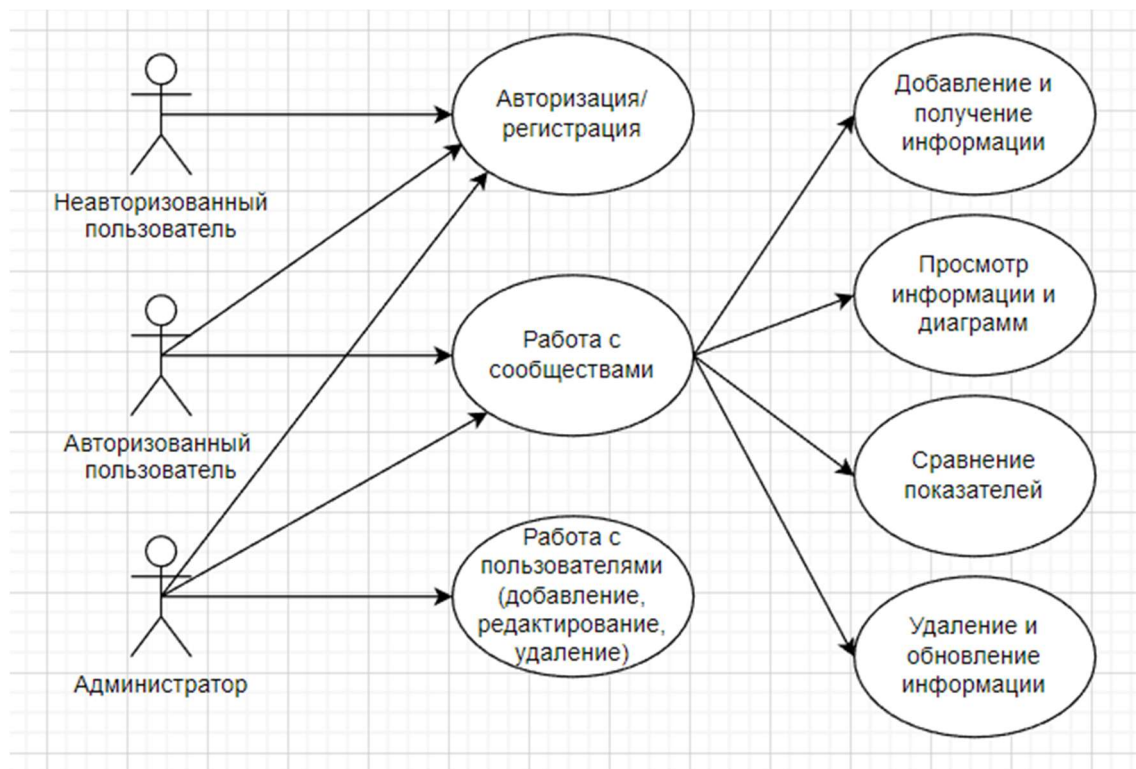 Неавторизованный
пользователь
Авторизованный
пользователь
Администратор
Авторизация/
регистрация
Работа с
сообществами
Работа с
пользователями
(добавление,
редактирование,
удаление)
Добавление и
получение
информации
Просмотр
информации и
диаграмм
Сравнение
показателей
Удаление и
обновление
информации